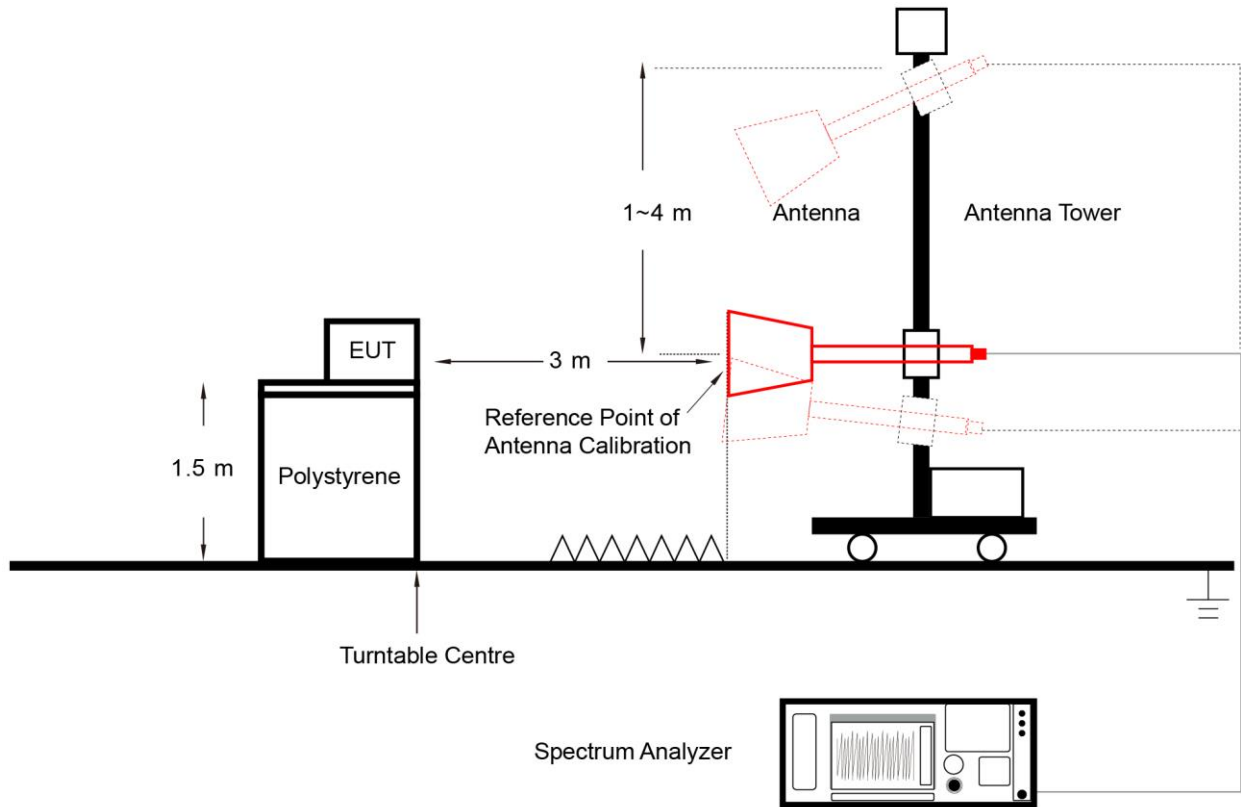 1~4 m
Antenna
Antenna Tower
EUT
3 m
Reference Point of
Antenna Calibration
1.5 m
Polystyrene
Turntable Centre
Spectrum Analyzer